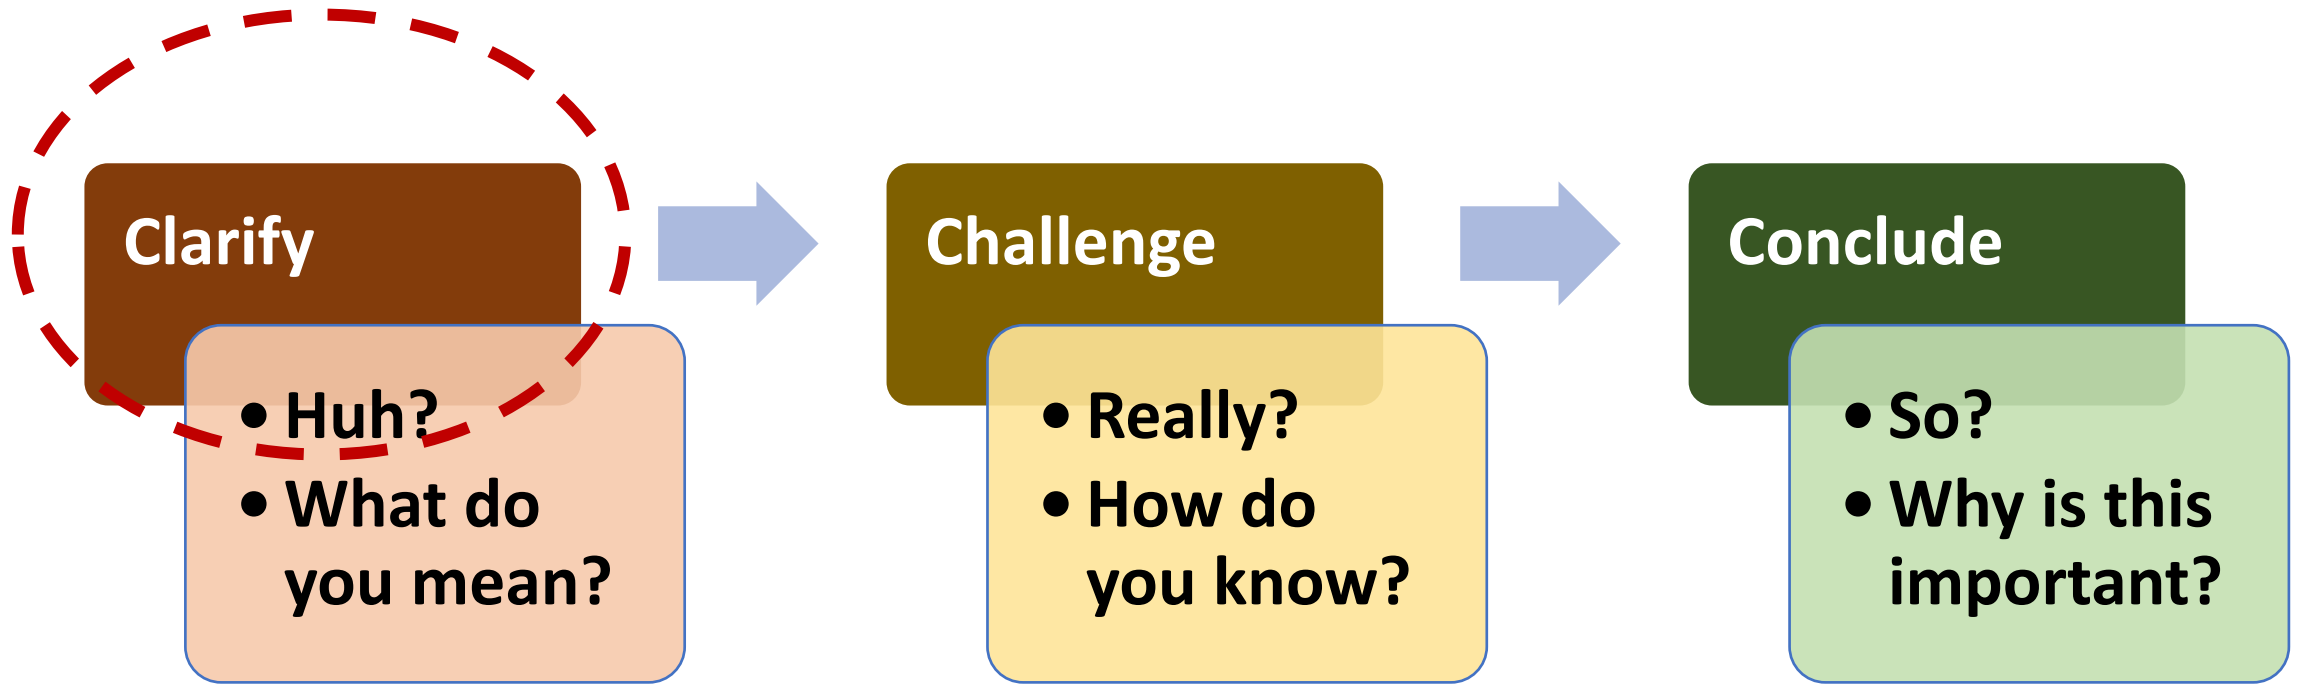 Clarify
• Huh?
• What do
you mean?
Challenge
• Really?
• How do
you know?
Conclude
• So?
• Why is this
important?